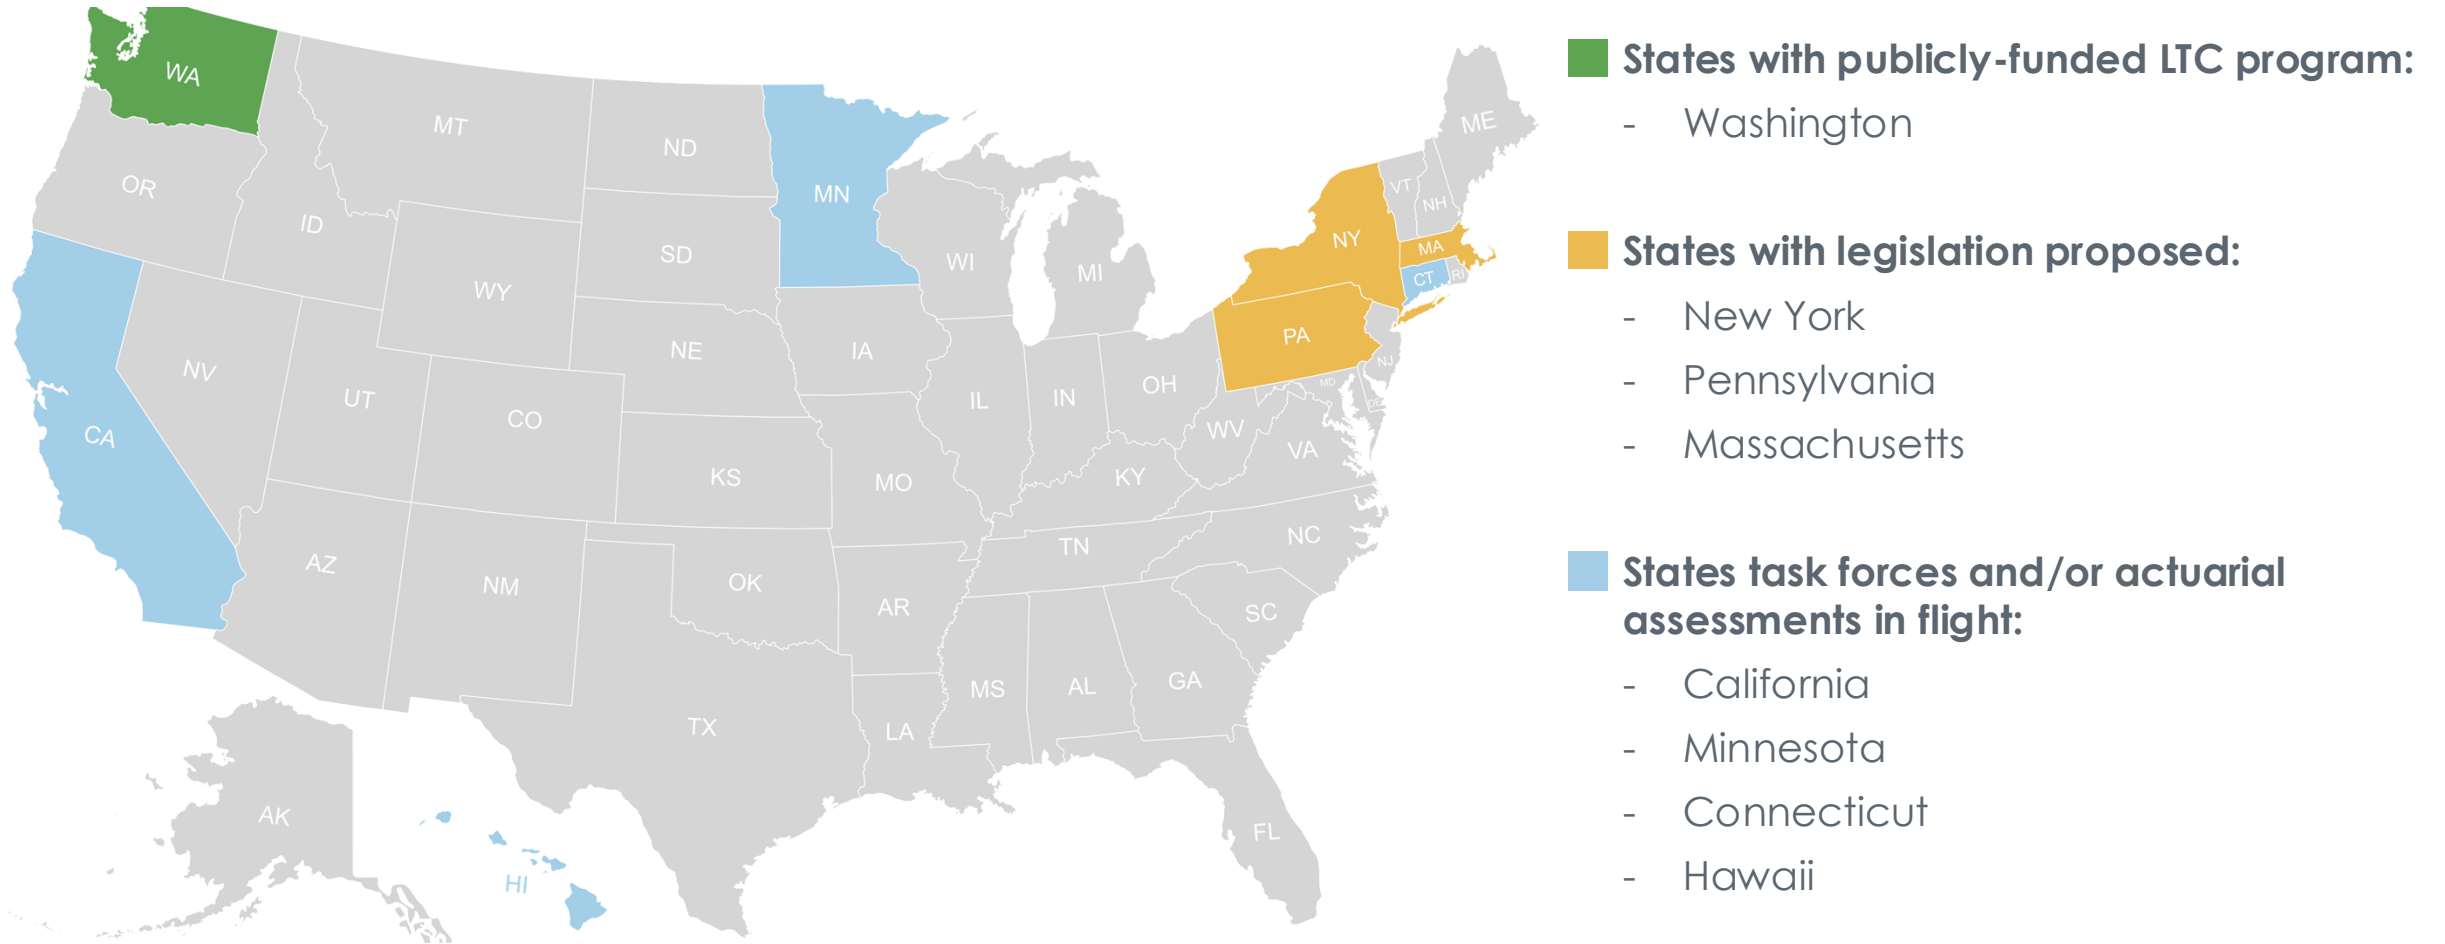 WA
MT
ND
MN
OR
ID
SD
WY
WI
MI
ME
VT
NH
NY
MA
CT
RI
NV
UT
CO
NE
IA
IL
IN
OH
PA
NJ
MD
DE
CA
KS
MO
KY
WV
VA
AZ
NM
OK
AR
TN
NC
SC
TX
LA
MS
AL
GA
FL
AK
HI
States with publicly-funded LTC program:
- Washington
States with legislation proposed:
- New York
- Pennsylvania
- Massachusetts
States task forces and/or actuarial
assessments in flight:
- California
- Minnesota
- Connecticut
- Hawaii